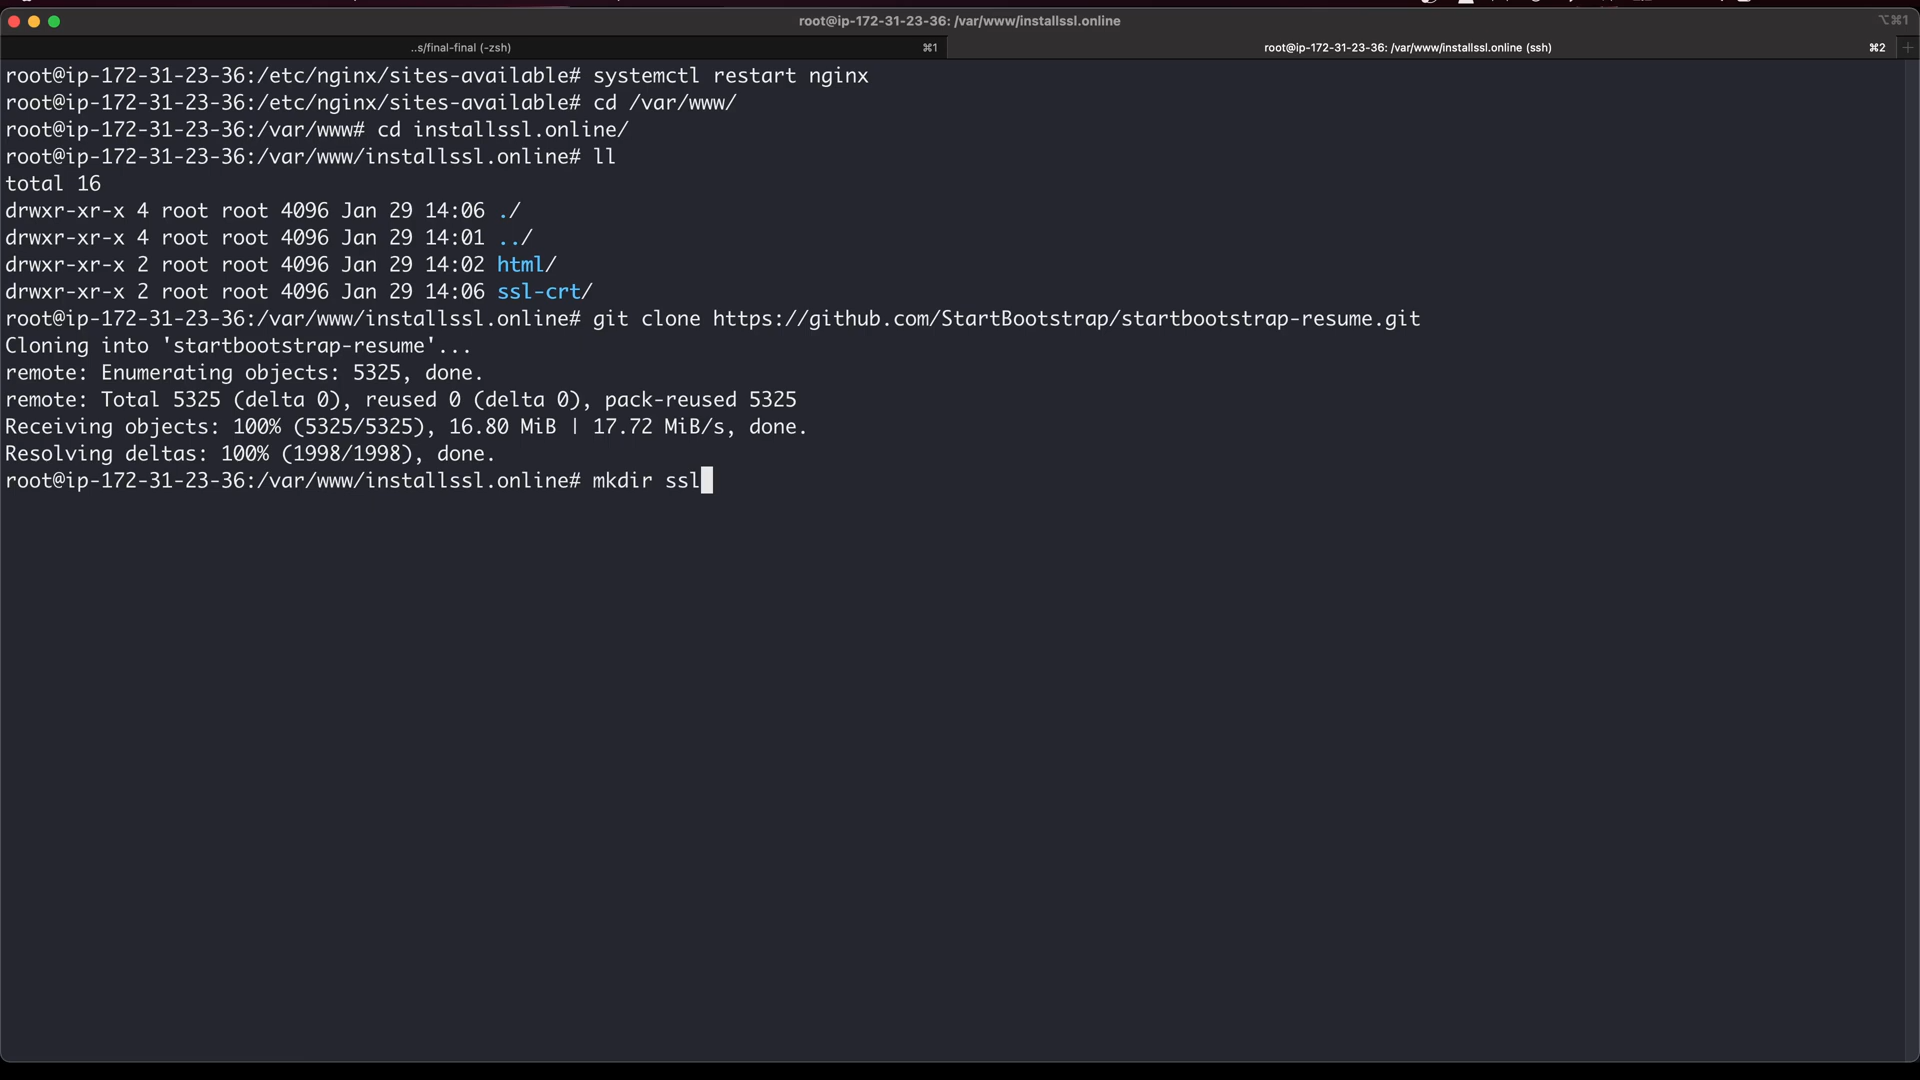 root@ip-172-31-23-36: /var/www/installssl.online
⌥⌘1
..s/final-final (-zsh)
⌘1
root@ip-172-31-23-36: /var/www/installssl.online (ssh)
⌘2
+
root@ip-172-31-23-36:/etc/nginx/sites-available# systemctl restart nginx
root@ip-172-31-23-36:/etc/nginx/sites-available# cd /var/www/
root@ip-172-31-23-36:/var/www# cd installssl.online/
root@ip-172-31-23-36:/var/www/installssl.online# ll
total 16
drwxr-xr-x 4 root root 4096 Jan 29 14:06 ./
drwxr-xr-x 4 root root 4096 Jan 29 14:01 ../
drwxr-xr-x 2 root root 4096 Jan 29 14:02 html/
drwxr-xr-x 2 root root 4096 Jan 29 14:06 ssl-crt/
root@ip-172-31-23-36:/var/www/installssl.online# git clone https://github.com/StartBootstrap/startbootstrap-resume.git
Cloning into 'startbootstrap-resume'...
remote: Enumerating objects: 5325, done.
remote: Total 5325 (delta 0), reused 0 (delta 0), pack-reused 5325
Receiving objects: 100% (5325/5325), 16.80 MiB | 17.72 MiB/s, done.
Resolving deltas: 100% (1998/1998), done.
root@ip-172-31-23-36:/var/www/installssl.online# mkdir ssl